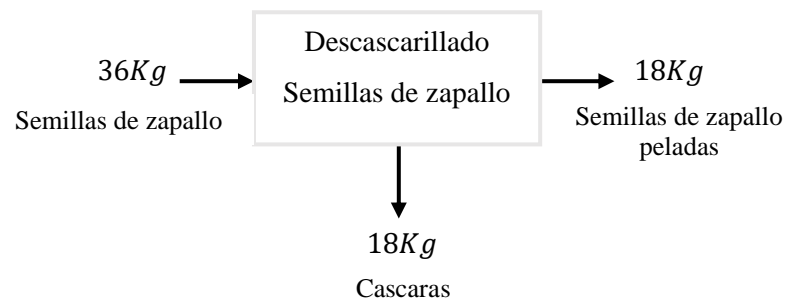 Descascarillado
Semillas de zapallo
36Kg
Semillas de zapallo
18Kg
Semillas de zapallo
peladas
18Kg
Cascaras